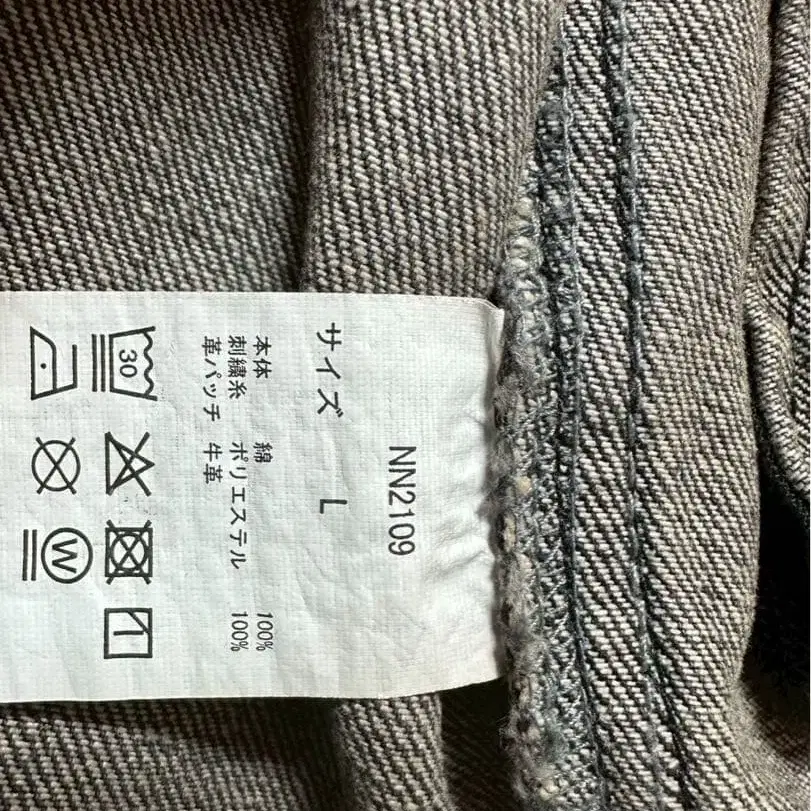 NN2109
サイズ L
本体 綿 100%
刺繍糸 ポリエステル 100%
革パッチ 牛革
30
W